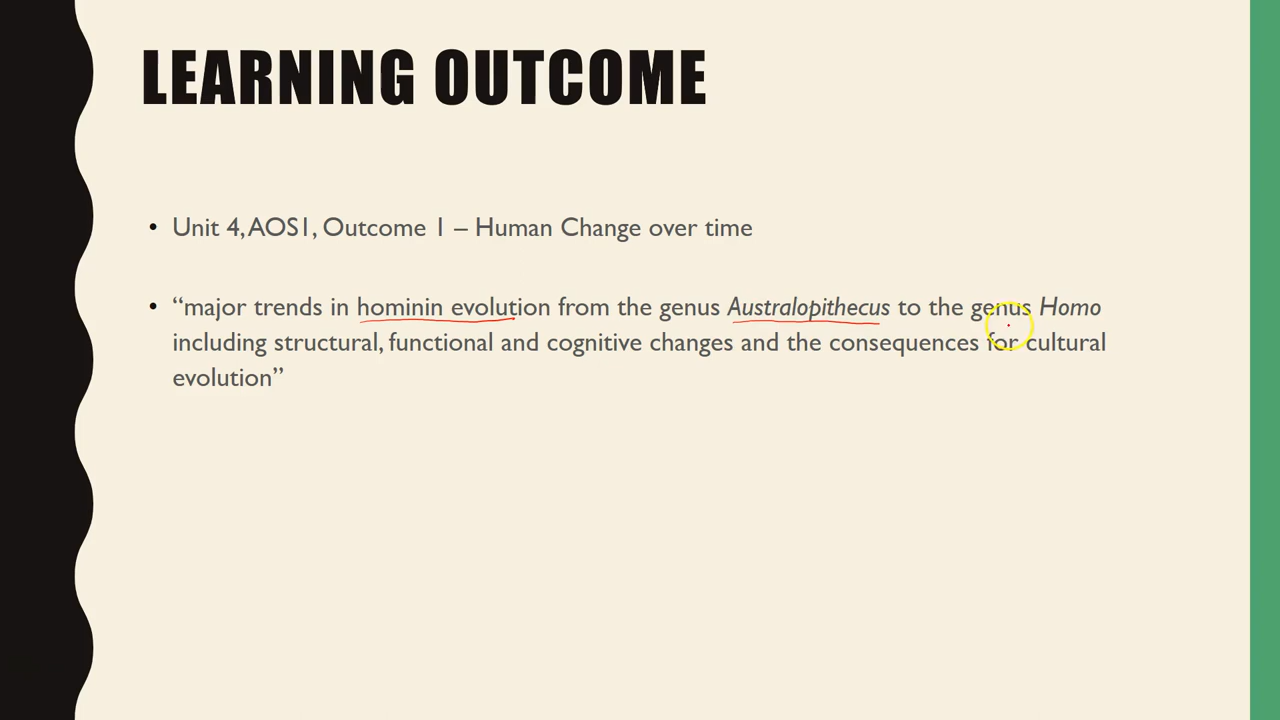 LEARNING OUTCOME
• Unit 4, AOS1, Outcome 1 – Human Change over time
• “major trends in hominin evolution from the genus Australopithecus to the genus Homo
including structural, functional and cognitive changes and the consequences for cultural
evolution”